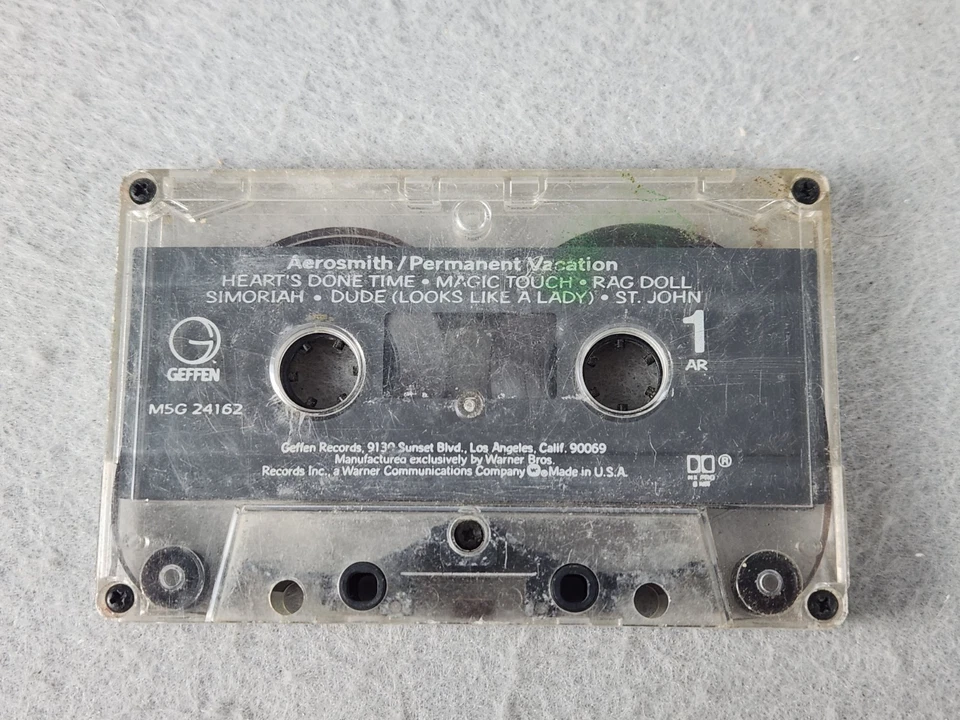 Aerosmith / Permanent Vacation
HEART'S DONE TIME • MAGIC TOUCH • RAG DOLL
SIMORIAH • DUDE (LOOKS LIKE A LADY) • ST. JOHN
1
AR
GEFFEN
M5G 24162
Geffen Records, 9130 Sunset Blvd., Los Angeles, Calif. 90069
Manufactured exclusively by Warner Bros.
Records Inc., a Warner Communications Company Made in U.S.A.